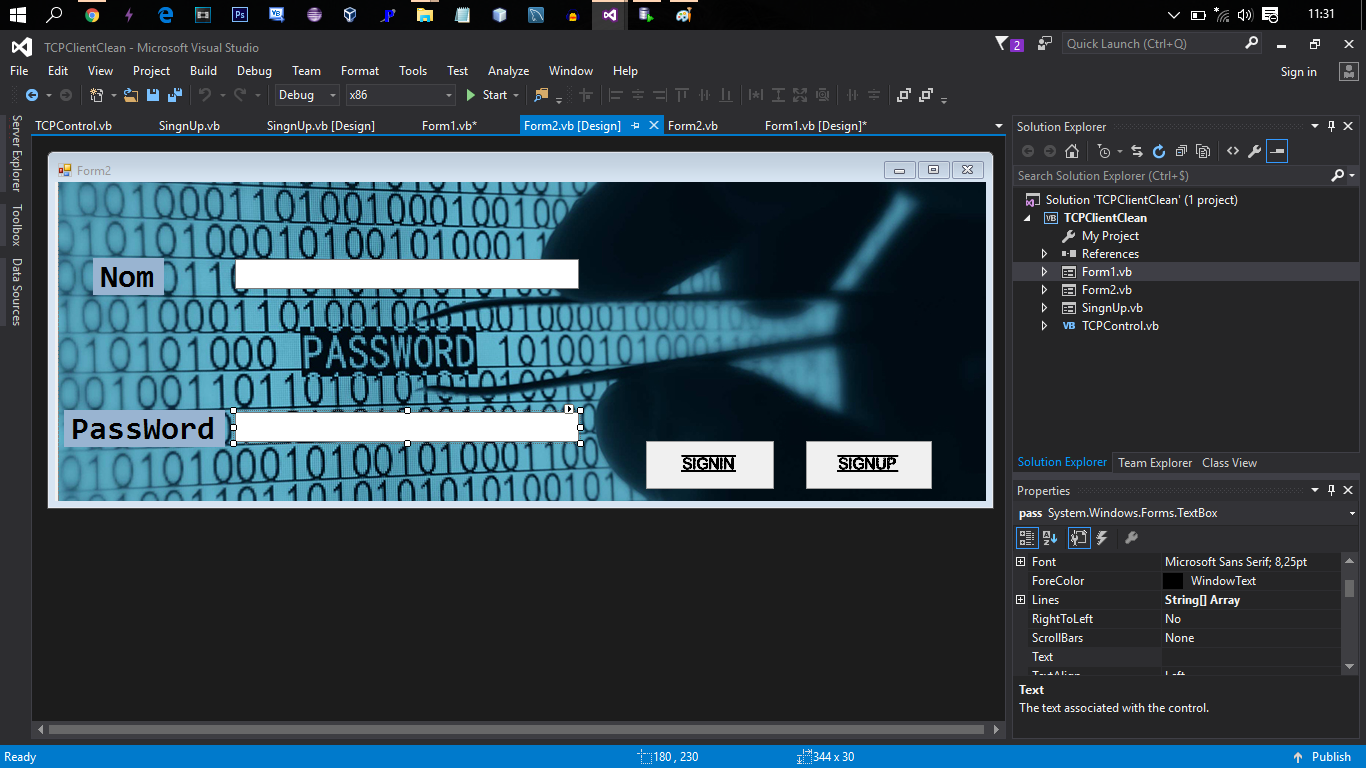 11:31
TCPClientClean - Microsoft Visual Studio
2
Quick Launch (Ctrl+Q)
File Edit View Project Build Debug Team Format Tools Test Analyze Window Help
Sign in
Debug x86 Start
Server Explorer
Toolbox
Data Sources
TCPControl.vb SingnUp.vb SingnUp.vb [Design] Form1.vb* Form2.vb [Design] Form2.vb Form1.vb [Design]*
Form2
Nom
PASSWORD
PassWord
SIGNIN SIGNUP
Solution Explorer
Search Solution Explorer (Ctrl+$)
Solution 'TCPClientClean' (1 project)
VB TCPClientClean
My Project
References
Form1.vb
Form2.vb
SingnUp.vb
VB TCPControl.vb
Solution Explorer Team Explorer Class View
Properties
pass System.Windows.Forms.TextBox
Font Microsoft Sans Serif; 8,25pt
ForeColor WindowText
Lines String[] Array
RightToLeft No
ScrollBars None
Text
TextAlign Left
Text
The text associated with the control.
Ready 180 , 230 344 x 30 Publish